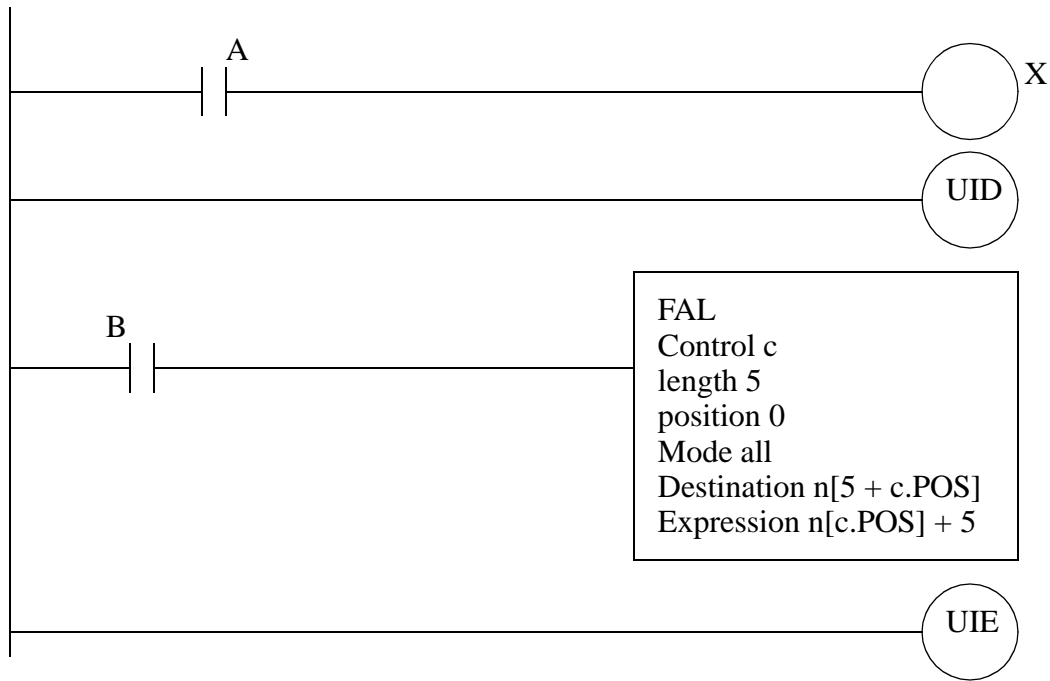 A
X
UID
B
FAL
Control c
length 5
position 0
Mode all
Destination n[5 + c.POS]
Expression n[c.POS] + 5
UIE